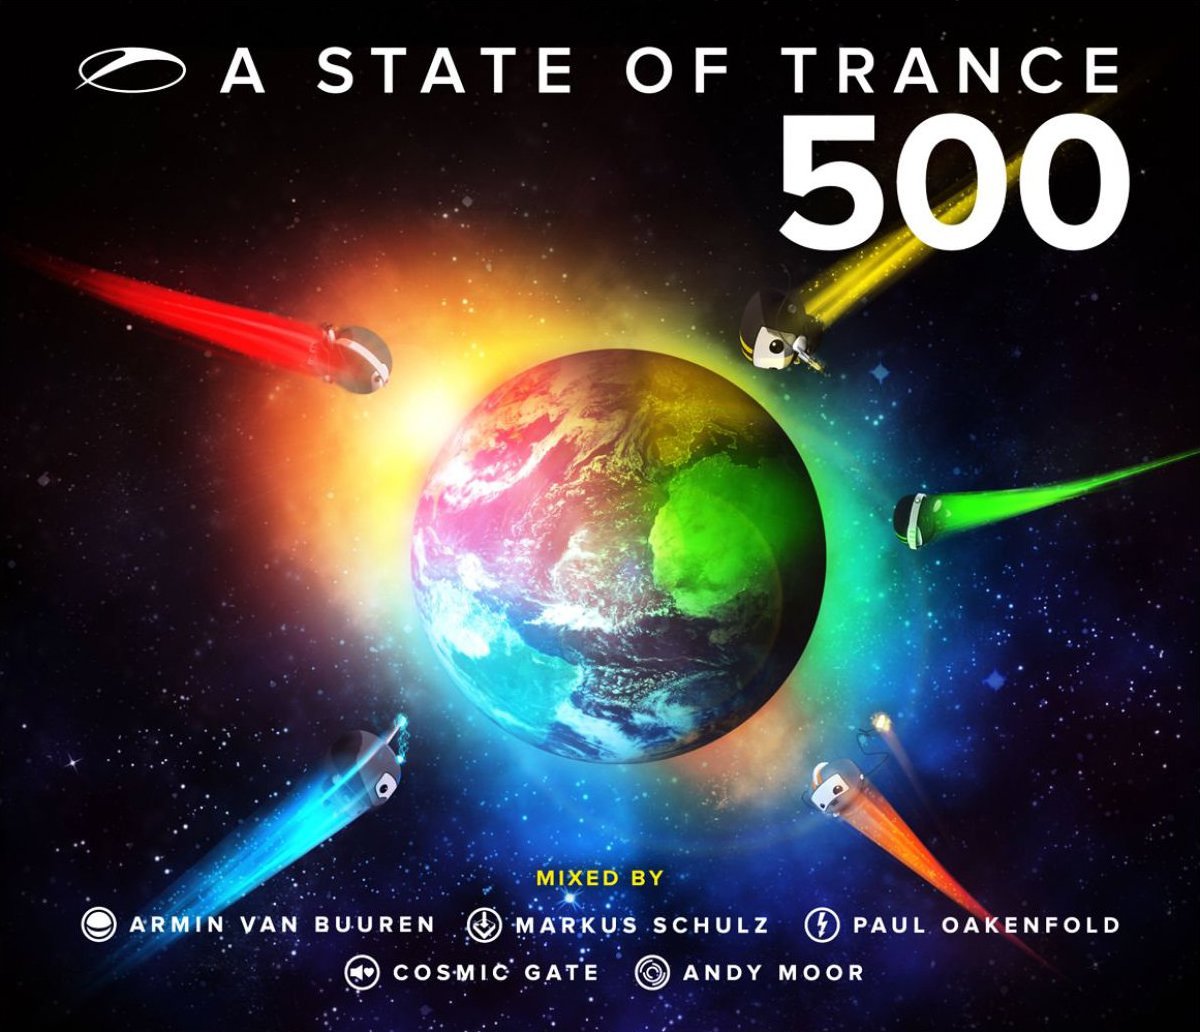 A STATE OF TRANCE
500
MIXED BY
ARMIN VAN BUUREN MARKUS SCHULZ PAUL OAKENFOLD
COSMIC GATE ANDY MOOR